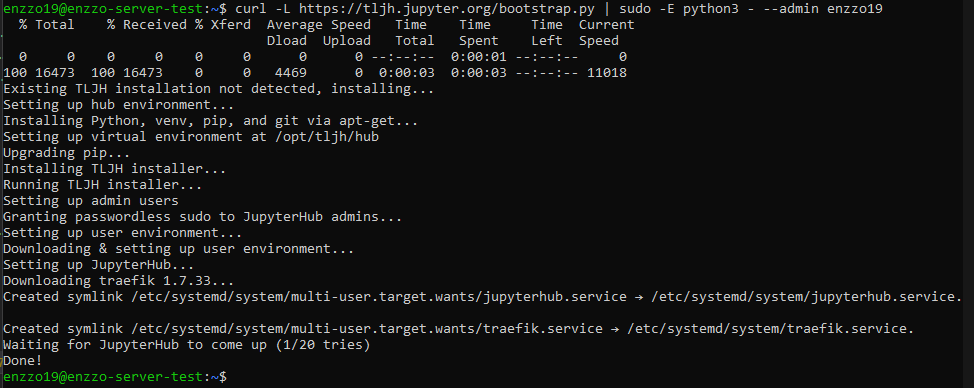 enzzo19@enzzo-server-test:~$ curl -L https://tljh.jupyter.org/bootstrap.py | sudo -E python3 - --admin enzzo19
% Total % Received % Xferd Average Speed Time Time Time Current
Dload Upload Total Spent Left Speed
0 0 0 0 0 0 0 0 --:--:-- 0:00:01 --:--:-- 0
100 16473 100 16473 0 0 4469 0 0:00:03 0:00:03 --:--:-- 11018
Existing TLJH installation not detected, installing...
Setting up hub environment...
Installing Python, venv, pip, and git via apt-get...
Setting up virtual environment at /opt/tljh/hub
Upgrading pip...
Installing TLJH installer...
Running TLJH installer...
Setting up admin users
Granting passwordless sudo to JupyterHub admins...
Setting up user environment...
Downloading & setting up user environment...
Setting up JupyterHub...
Downloading traefik 1.7.33...
Created symlink /etc/systemd/system/multi-user.target.wants/jupyterhub.service → /etc/systemd/system/jupyterhub.service.
Created symlink /etc/systemd/system/multi-user.target.wants/traefik.service → /etc/systemd/system/traefik.service.
Waiting for JupyterHub to come up (1/20 tries)
Done!
enzzo19@enzzo-server-test:~$